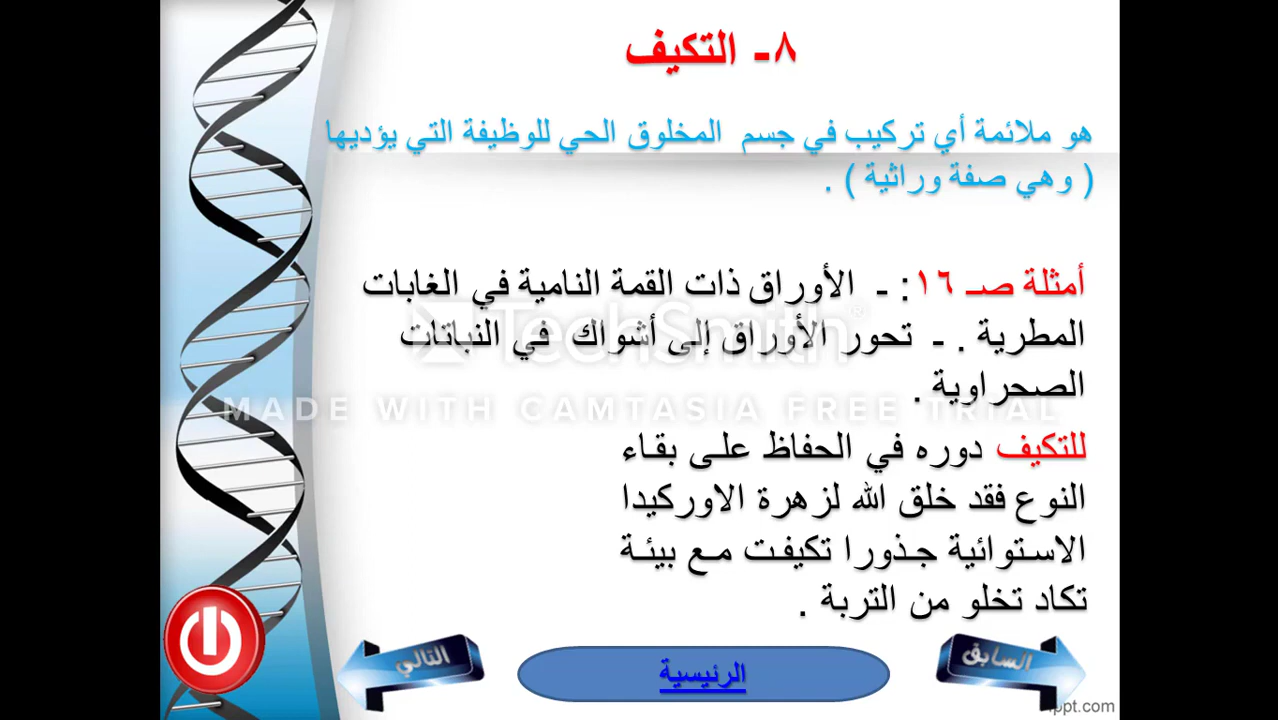 ٨- التكيف
هو ملائمة أي تركيب في جسم المخلوق الحي للوظيفة التي يؤديها
( وهي صفة وراثية ) .
أمثلة صـ ١٦ : - الأوراق ذات القمة النامية في الغابات
المطرية . - تحور الأوراق إلى أشواك في النباتات
الصحراوية .
TechSmith®
MADE WITH CAMTASIA FREE TRIAL
للتكيف دوره في الحفاظ على بقاء
النوع فقد خلق الله لزهرة الاوركيدا
الاستوائية جذورا تكيفت مع بيئة
تكاد تخلو من التربة .
السابق
الرئيسية
التالي
ppt.com